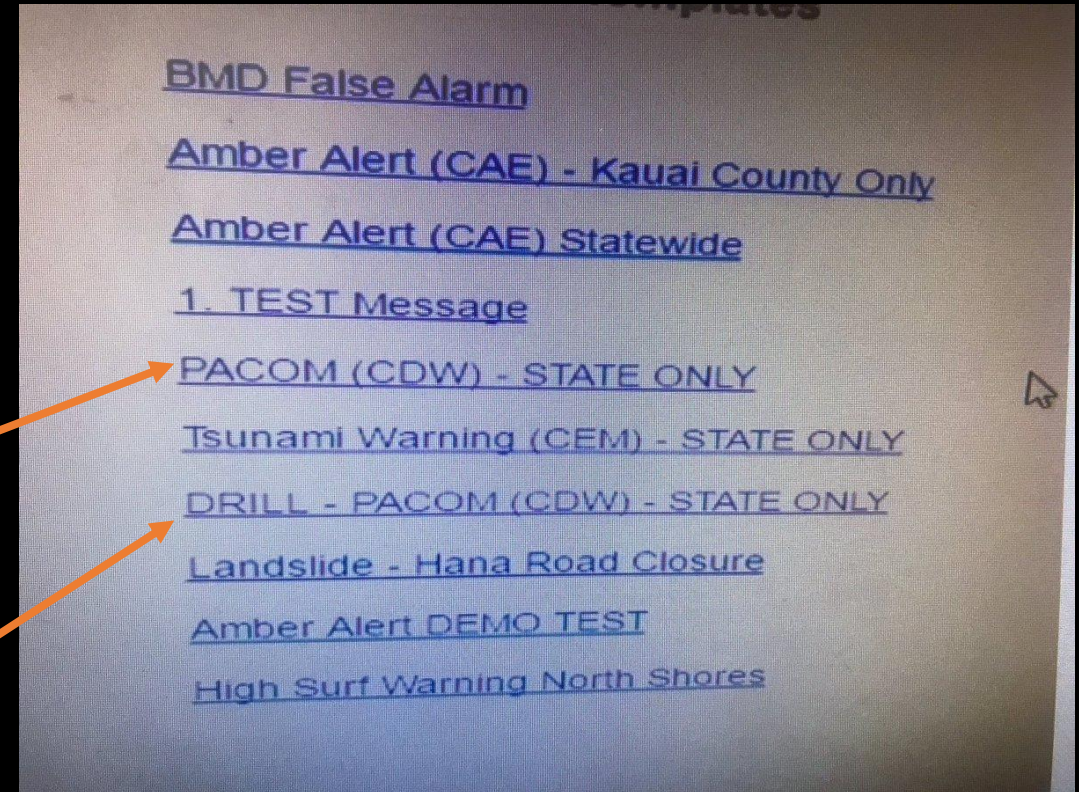 Templates
BMD False Alarm
Amber Alert (CAE) - Kauai County Only
Amber Alert (CAE) Statewide
1. TEST Message
PACOM (CDW) - STATE ONLY
Tsunami Warning (CEM) - STATE ONLY
DRILL - PACOM (CDW) - STATE ONLY
Landslide - Hana Road Closure
Amber Alert DEMO TEST
High Surf Warning North Shores